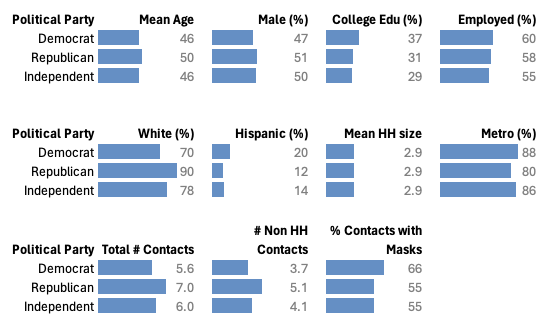 Political Party Mean Age Male (%) College Edu (%) Employed (%)
Democrat 46 47 37 60
Republican 50 51 31 58
Independent 46 50 29 55
Political Party White (%) Hispanic (%) Mean HH size Metro (%)
Democrat 70 20 2.9 88
Republican 90 12 2.9 80
Independent 78 14 2.9 86
# Non HH % Contacts with
Political Party Total # Contacts Contacts Masks
Democrat 5.6 3.7 66
Republican 7.0 5.1 55
Independent 6.0 4.1 55